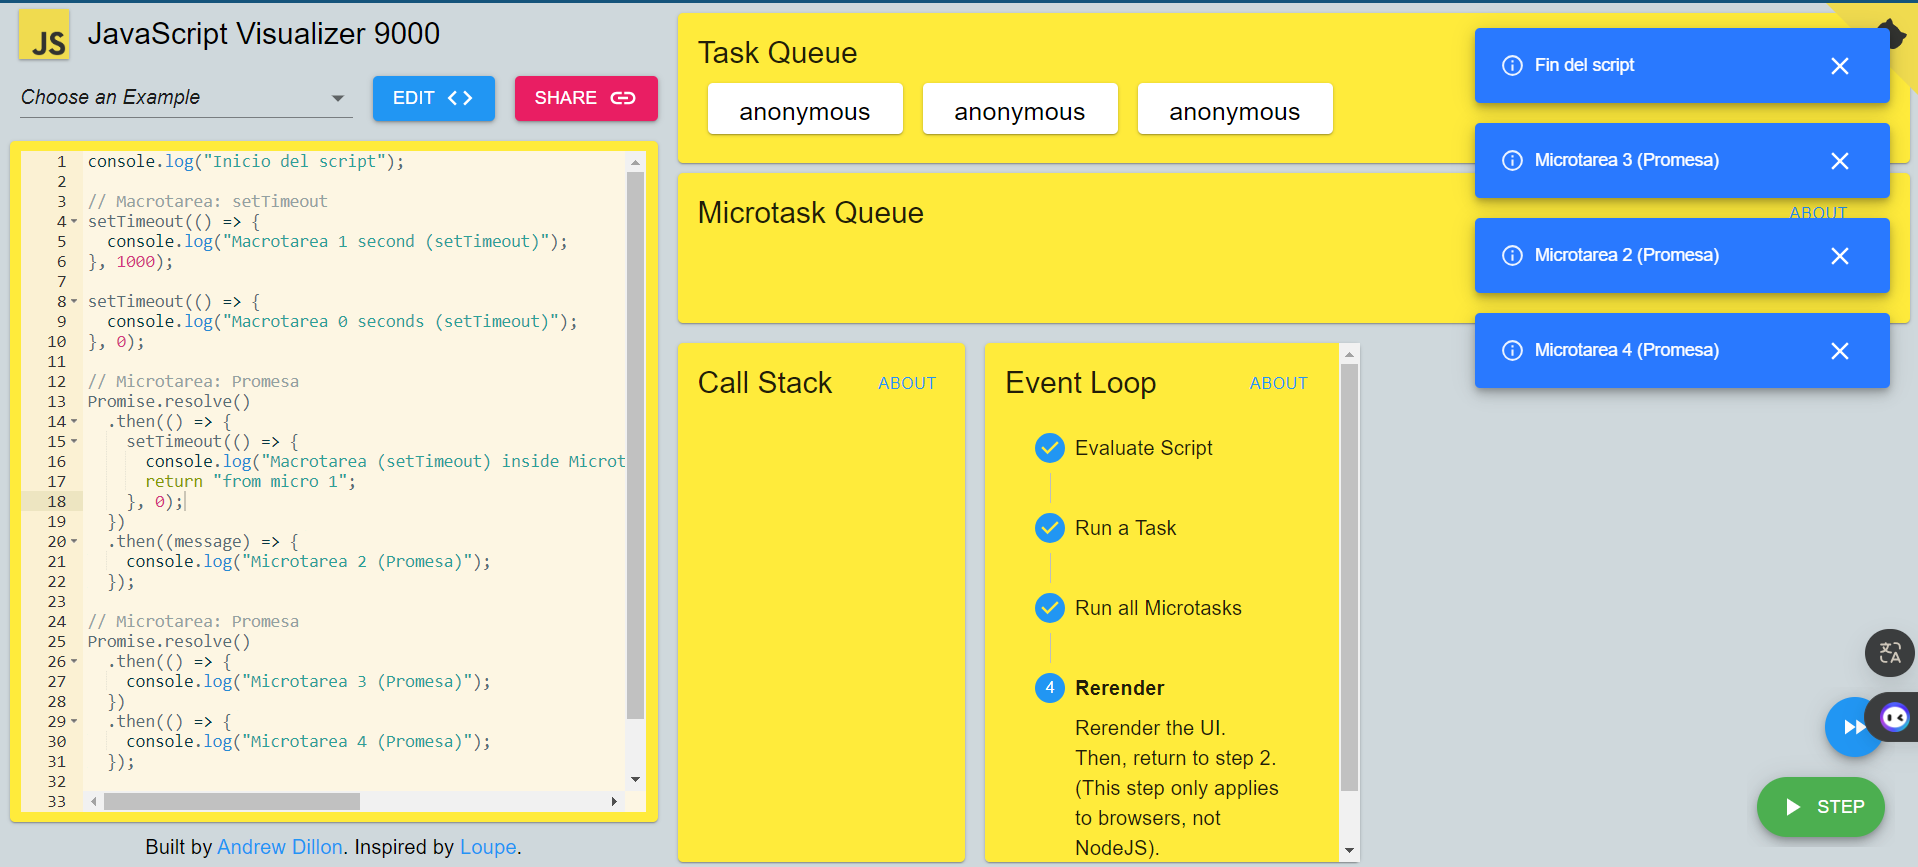 JS
JavaScript Visualizer 9000
Choose an Example
EDIT
SHARE
1 console.log("Inicio del script");
2
3 // Macrotarea: setTimeout
4 setTimeout(() => {
5 console.log("Macrotarea 1 second (setTimeout)");
6 }, 1000);
7
8 setTimeout(() => {
9 console.log("Macrotarea 0 seconds (setTimeout)");
10 }, 0);
11
12 // Microtarea: Promesa
13 Promise.resolve()
14 .then(() => {
15 setTimeout(() => {
16 console.log("Macrotarea (setTimeout) inside Microt
17 return "from micro 1";
18 }, 0);
19 })
20 .then((message) => {
21 console.log("Microtarea 2 (Promesa)");
22 });
23
24 // Microtarea: Promesa
25 Promise.resolve()
26 .then(() => {
27 console.log("Microtarea 3 (Promesa)");
28 })
29 .then(() => {
30 console.log("Microtarea 4 (Promesa)");
31 });
32
33
Built by Andrew Dillon. Inspired by Loupe.
Task Queue
anonymous anonymous anonymous
Microtask Queue
ABOUT
Call Stack ABOUT
Event Loop ABOUT
Evaluate Script
Run a Task
Run all Microtasks
4 Rerender
Rerender the UI.
Then, return to step 2.
(This step only applies
to browsers, not
NodeJS).
Fin del script
Microtarea 3 (Promesa)
Microtarea 2 (Promesa)
Microtarea 4 (Promesa)
文A
STEP